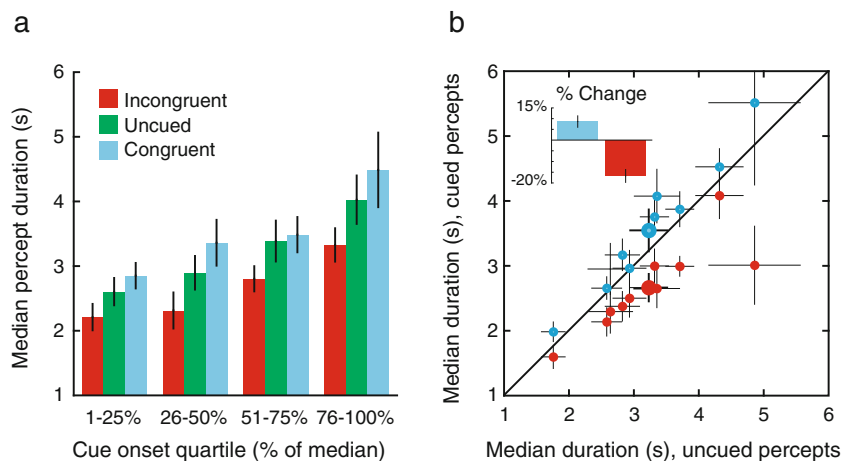 a
Median percept duration (s)
6
5
4
3
2
1
Incongruent
Uncued
Congruent
1-25%
26-50%
51-75%
76-100%
Cue onset quartile (% of median)
b
Median duration (s), cued percepts
6
5
4
3
2
1
% Change
15%
-20%
1
2
3
4
5
6
Median duration (s), uncued percepts